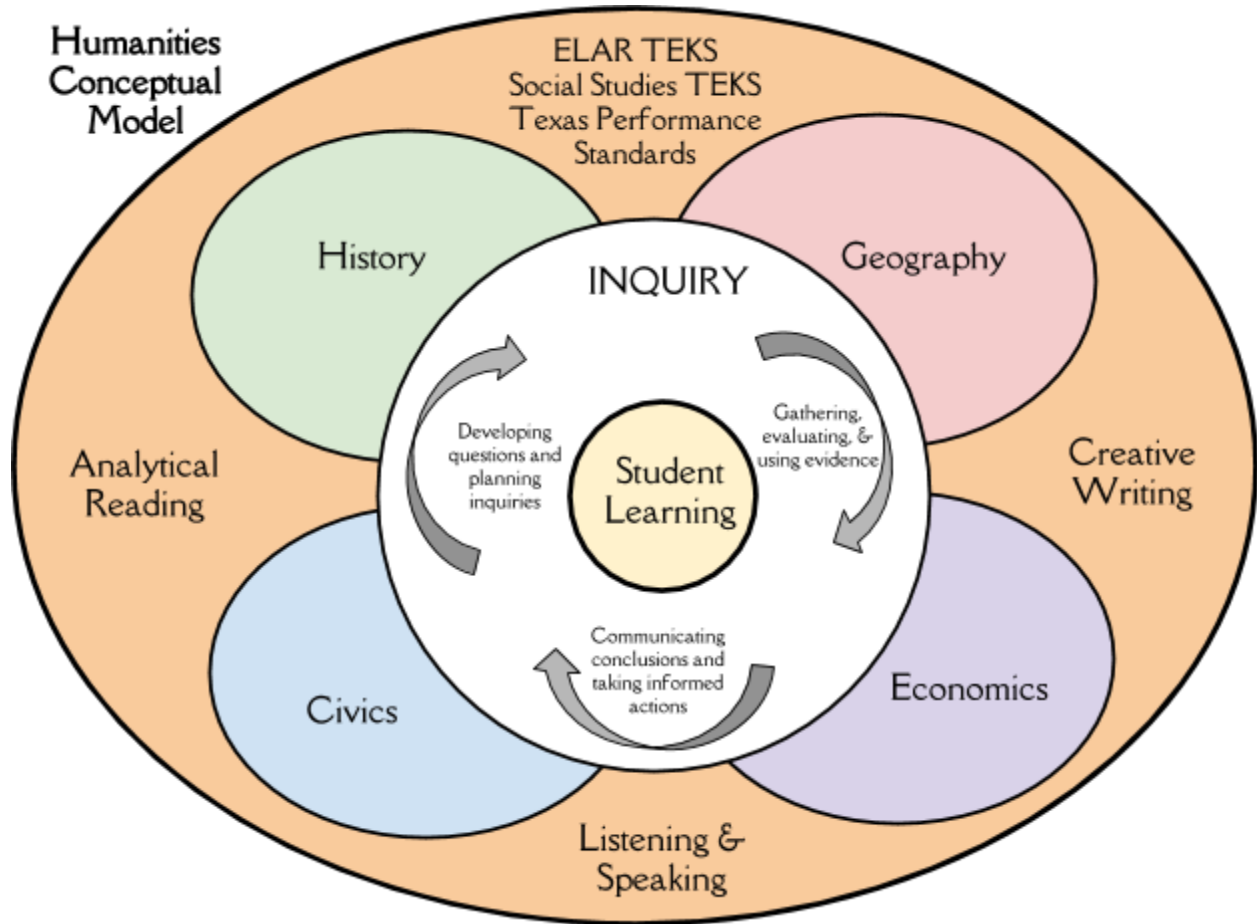 Humanities
Conceptual
Model
ELAR TEKS
Social Studies TEKS
Texas Performance
Standards
History
Geography
INQUIRY
Developing
questions and
planning
inquiries
Gathering,
evaluating, &
using evidence
Student
Learning
Analytical
Reading
Creative
Writing
Communicating
conclusions and
taking informed
actions
Civics
Economics
Listening &
Speaking